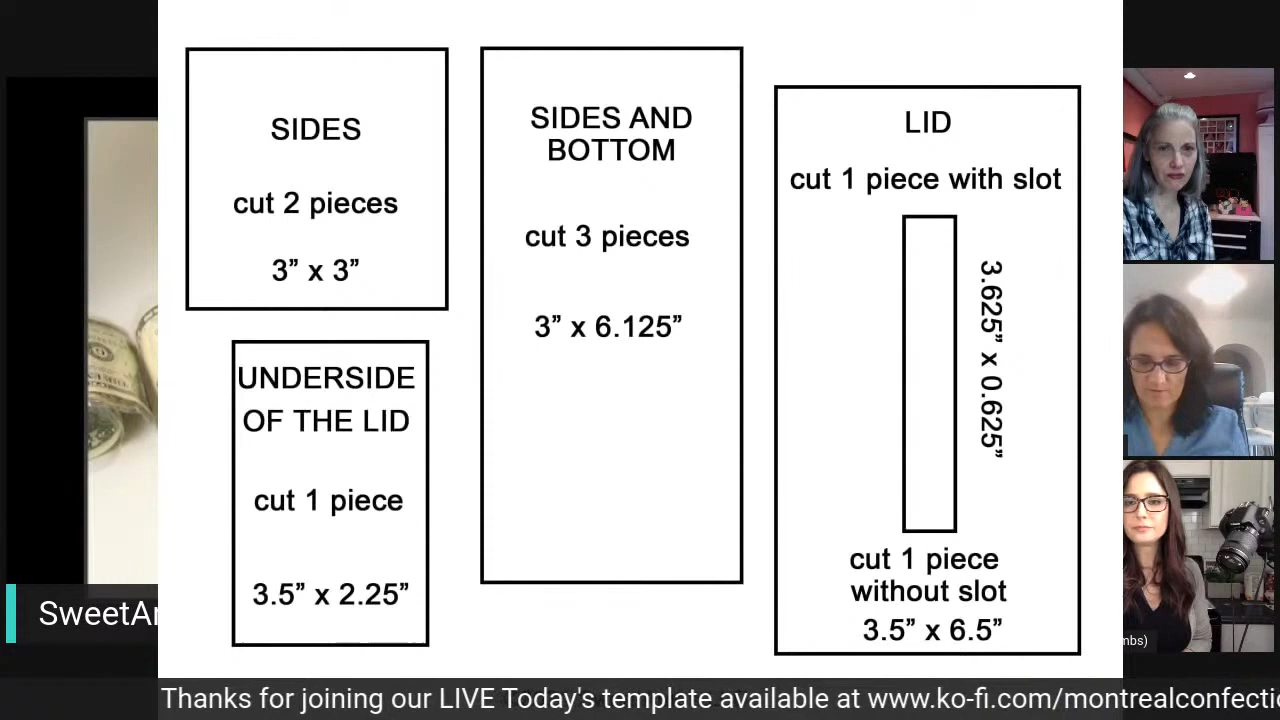 SIDES
cut 2 pieces
3” x 3”
UNDERSIDE
OF THE LID
cut 1 piece
3.5” x 2.25”
SIDES AND
BOTTOM
cut 3 pieces
3” x 6.125”
LID
cut 1 piece with slot
3.625” x 0.625”
cut 1 piece
without slot
3.5” x 6.5”
mbs)
SweetAr
Thanks for joining our LIVE Today's template available at www.ko-fi.com/montrealconfecti